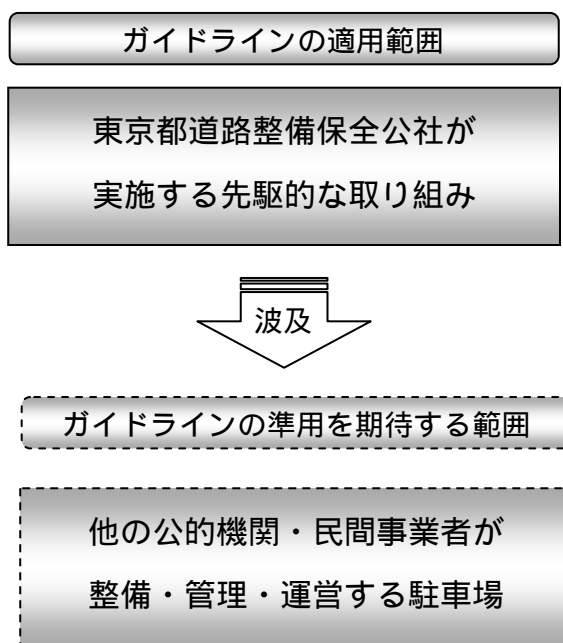 ガイドラインの適用範囲
東京都道路整備保全公社が
実施する先駆的な取り組み
波及
ガイドラインの準用を期待する範囲
他の公的機関・民間事業者が
整備・管理・運営する駐車場